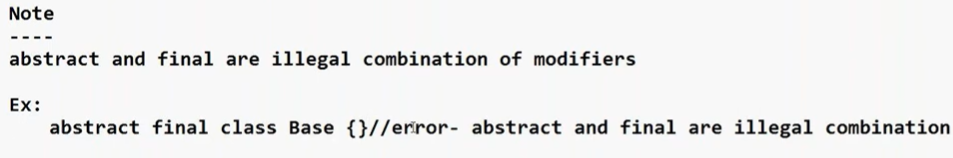 Note
----
abstract and final are illegal combination of modifiers
Ex:
abstract final class Base {}//error- abstract and final are illegal combination